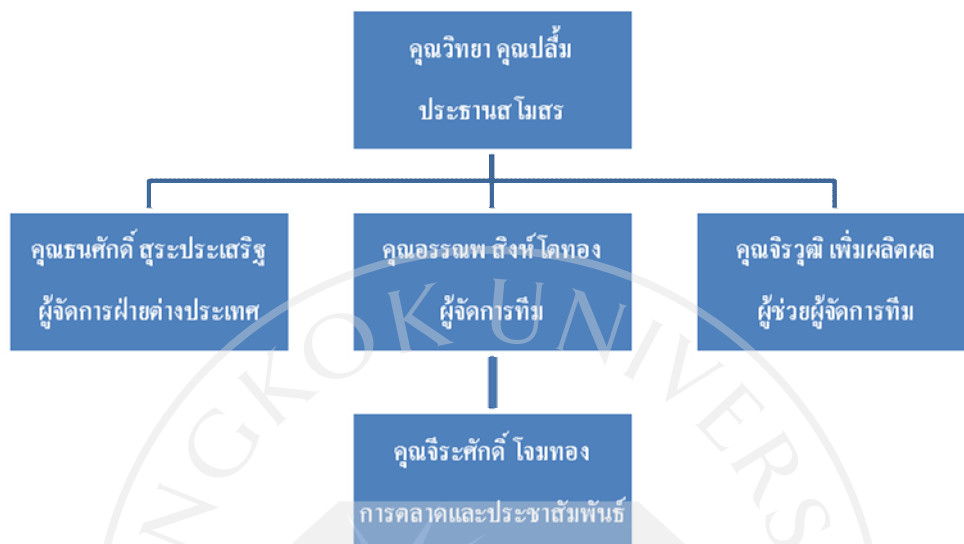 คุณวิทยา คุณปลื้ม
ประธานสโมสร
คุณธนศักดิ์ สุระประเสริฐ
ผู้จัดการฝ่ายต่างประเทศ
คุณอรรณพ สิงห์โตทอง
ผู้จัดการทีม
คุณจิรวุฒิ เพิ่มผลิตผล
ผู้ช่วยผู้จัดการทีม
คุณจีระศักดิ์ โจมทอง
การตลาดและประชาสัมพันธ์
NGKOK UNIVERS